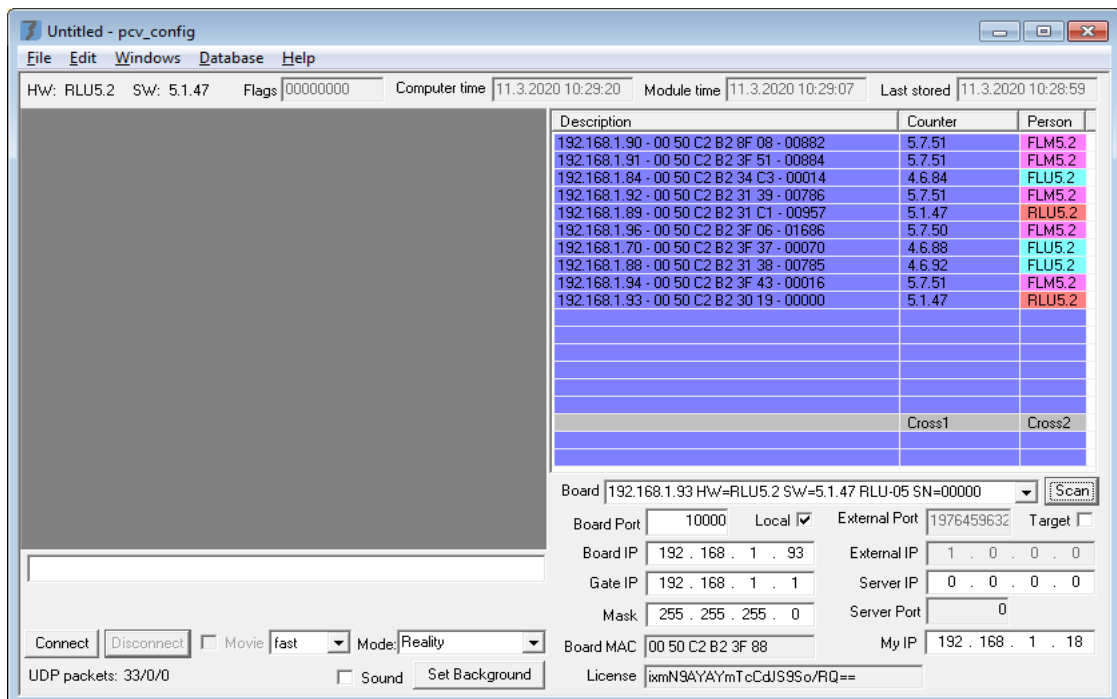 Untitled - pcv_config
File Edit Windows Database Help
HW: RLU5.2 SW: 5.1.47 Flags 00000000 Computer time 11.3.2020 10:29:20 Module time 11.3.2020 10:29:07 Last stored 11.3.2020 10:28:59
Description Counter Person
192.168.1.90 - 00 50 C2 B2 8F 08 - 00882 5.7.51 FLM5.2
192.168.1.91 - 00 50 C2 B2 3F 51 - 00884 5.7.51 FLM5.2
192.168.1.84 - 00 50 C2 B2 34 C3 - 00014 4.6.84 FLU5.2
192.168.1.92 - 00 50 C2 B2 31 39 - 00786 5.7.51 FLM5.2
192.168.1.89 - 00 50 C2 B2 31 C1 - 00957 5.1.47 RLU5.2
192.168.1.96 - 00 50 C2 B2 3F 06 - 01686 5.7.50 FLM5.2
192.168.1.70 - 00 50 C2 B2 3F 37 - 00070 4.6.88 FLU5.2
192.168.1.88 - 00 50 C2 B2 31 38 - 00785 4.6.92 FLU5.2
192.168.1.94 - 00 50 C2 B2 3F 43 - 00016 5.7.51 FLM5.2
192.168.1.93 - 00 50 C2 B2 30 19 - 00000 5.1.47 RLU5.2
Cross1 Cross2
Board 192.168.1.93 HW=RLU5.2 SW=5.1.47 RLU-05 SN=00000 Scan
Board Port 10000 Local External Port 1976459632 Target
Board IP 192 . 168 . 1 . 93 External IP 1 . 0 . 0 . 0
Gate IP 192 . 168 . 1 . 1 Server IP 0 . 0 . 0 . 0
Mask 255 . 255 . 255 . 0 Server Port 0
Connect Disconnect Movie fast Mode: Reality Board MAC 00 50 C2 B2 3F 88 My IP 192 . 168 . 1 . 18
UDP packets: 33/0/0 Sound Set Background License ixmN9AYAYmTcCdJS9So/RQ==